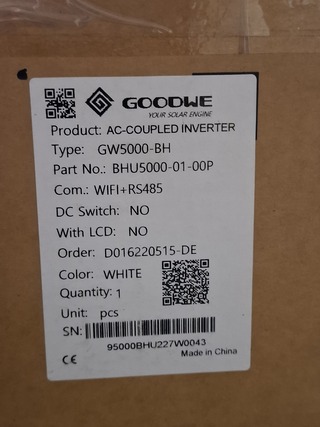 GOODWE
YOUR SOLAR ENGINE
Product: AC-COUPLED INVERTER
Type: GW5000-BH
Part No.: BHU5000-01-00P
Com.: WIFI+RS485
DC Switch: NO
With LCD: NO
Order: D016220515-DE
Color: WHITE
Quantity: 1
Unit: pcs
SN:
95000BHU227W0043
CE Made in China